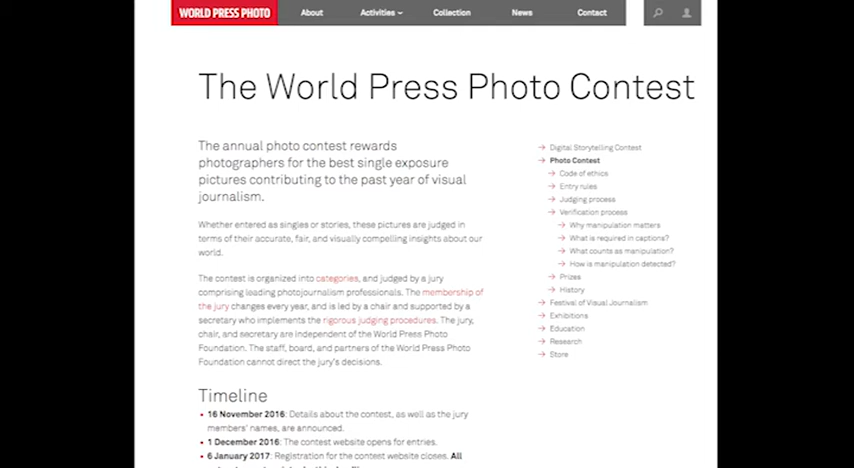 WORLD PRESS PHOTO
About
Activities
Collection
News
Contact
The World Press Photo Contest
The annual photo contest rewards
photographers for the best single exposure
pictures contributing to the past year of visual
journalism.
Whether entered as singles or stories, these pictures are judged in
terms of their accurate, fair, and visually compelling insights about our
world.
The contest is organized into categories, and judged by a jury
comprising leading photojournalism professionals. The membership of
the jury changes every year, and is led by a chair and supported by a
secretary who implements the rigorous judging procedures. The jury,
chair, and secretary are independent of the World Press Photo
Foundation. The staff, board, and partners of the World Press Photo
Foundation cannot direct the jury's decisions.
Timeline
• 16 November 2016: Details about the contest, as well as the jury
members' names, are announced.
• 1 December 2016: The contest website opens for entries.
• 6 January 2017: Registration for the contest website closes. All
→ Digital Storytelling Contest
→ Photo Contest
→ Code of ethics
→ Entry rules
→ Judging process
→ Verification process
→ Why manipulation matters
→ What is required in captions?
→ What counts as manipulation?
→ How is manipulation detected?
→ Prizes
→ History
→ Festival of Visual Journalism
→ Exhibitions
→ Education
→ Research
→ Store